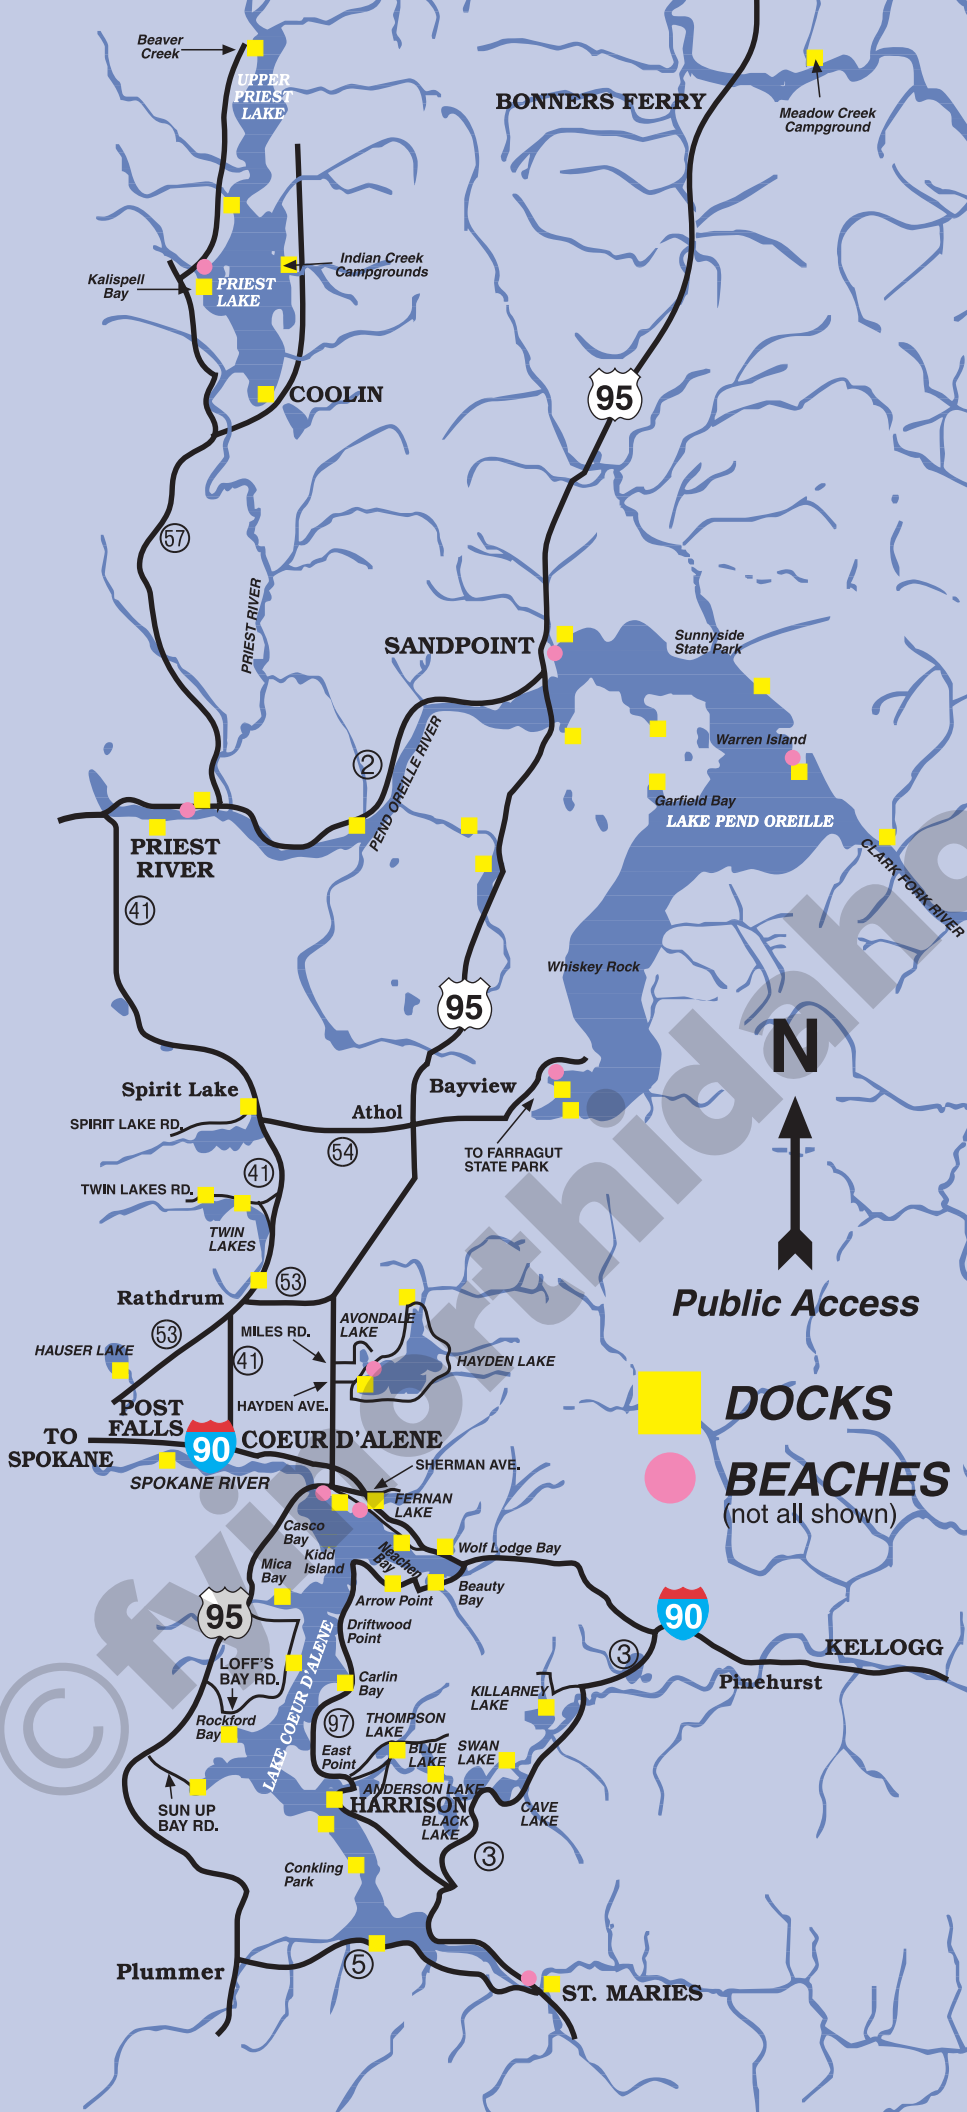 Beaver
Creek
UPPER
PRIEST
LAKE
BONNERS FERRY
Meadow Creek
Campground
Indian Creek
Campgrounds
Kalispell
Bay
PRIEST
LAKE
95
COOLIN
57
PRIEST RIVER
SANDPOINT
Sunnyside
State Park
Warren Island
2
PEND OREILLE RIVER
Garfield Bay
LAKE PEND OREILLE
PRIEST
RIVER
CLARK FORK RIVER
41
Whiskey Rock
95
N
Spirit Lake
Bayview
Athol
SPIRIT LAKE RD.
54
TO FARRAGUT
STATE PARK
41
TWIN LAKES RD.
TWIN
LAKES
53
Rathdrum
Public Access
53
MILES RD.
AVONDALE
LAKE
HAUSER LAKE
41
HAYDEN LAKE
HAYDEN AVE.
DOCKS
POST
FALLS
TO
SPOKANE
90
COEUR D'ALENE
SHERMAN AVE.
BEACHES
(not all shown)
SPOKANE RIVER
FERNAN
LAKE
Casco
Bay
Kidd
Island
Neachen
Bay
Wolf Lodge Bay
Mica
Bay
Arrow Point
Beauty
Bay
95
90
Driftwood
Point
3
KELLOGG
LOFF'S
BAY RD.
LAKE COEUR D'ALENE
Carlin
Bay
Pinehurst
KILLARNEY
LAKE
Rockford
Bay
97
THOMPSON
LAKE
East
Point
BLUE
LAKE
SWAN
LAKE
ANDERSON LAKE
SUN UP
BAY RD.
HARRISON
BLACK
LAKE
CAVE
LAKE
3
Conkling
Park
5
Plummer
ST. MARIES
© fyinorthidaho